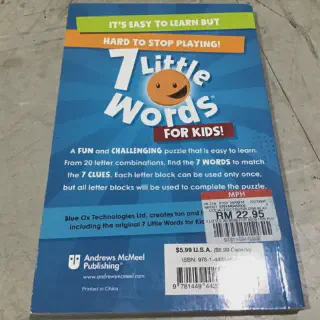 IT'S EASY TO LEARN BUT
HARD TO STOP PLAYING!
7 Little
Words
FOR KIDS!
A FUN and CHALLENGING puzzle that is easy to learn.
From 20 letter combinations, find the 7 WORDS to match
the 7 CLUES. Each letter block can be used only once,
but all letter blocks will be used to complete the puzzle.
Blue Ox Technologies Ltd. creates fun and
including the original 7 Little Words for Kids
MPH
RM 22.95
$5.99 U.S.A.
ISBN: 978-1-449
Andrews McMeel
Publishing
www.andrewsmcmeel.com
Printed in China